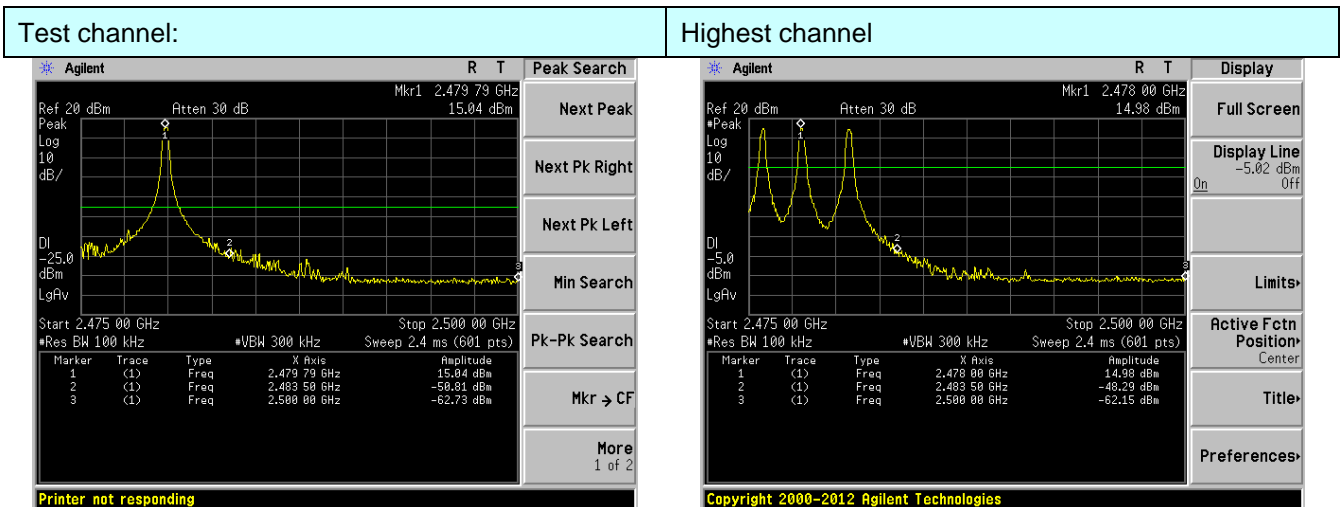 Test channel:
Highest channel
Agilent R T Peak Search
Mkr1 2.479 79 GHz
Ref 20 dBm Atten 30 dB 15.04 dBm
Peak
Log
10
dB/
1
2
3
DI
-25.0
dBm
LgAv
Start 2.475 00 GHz Stop 2.500 00 GHz
#Res BW 100 kHz #VBW 300 kHz Sweep 2.4 ms (601 pts)
Marker Trace Type X Axis Amplitude
1 (1) Freq 2.479 79 GHz 15.04 dBm
2 (1) Freq 2.483 50 GHz -50.81 dBm
3 (1) Freq 2.500 00 GHz -62.73 dBm
Next Peak
Next Pk Right
Next Pk Left
Min Search
Pk-Pk Search
Mkr → CF
More
1 of 2
Printer not responding
Agilent R T Display
Mkr1 2.478 00 GHz
Ref 20 dBm Atten 30 dB 14.98 dBm
#Peak
Log
10
dB/
1
2
3
DI
-5.0
dBm
LgAv
Start 2.475 00 GHz Stop 2.500 00 GHz
#Res BW 100 kHz #VBW 300 kHz Sweep 2.4 ms (601 pts)
Marker Trace Type X Axis Amplitude
1 (1) Freq 2.478 00 GHz 14.98 dBm
2 (1) Freq 2.483 50 GHz -48.29 dBm
3 (1) Freq 2.500 00 GHz -62.15 dBm
Full Screen
Display Line
-5.02 dBm
On Off
Limits
Active Fctn
Position
Center
Title
Preferences
Copyright 2000-2012 Agilent Technologies